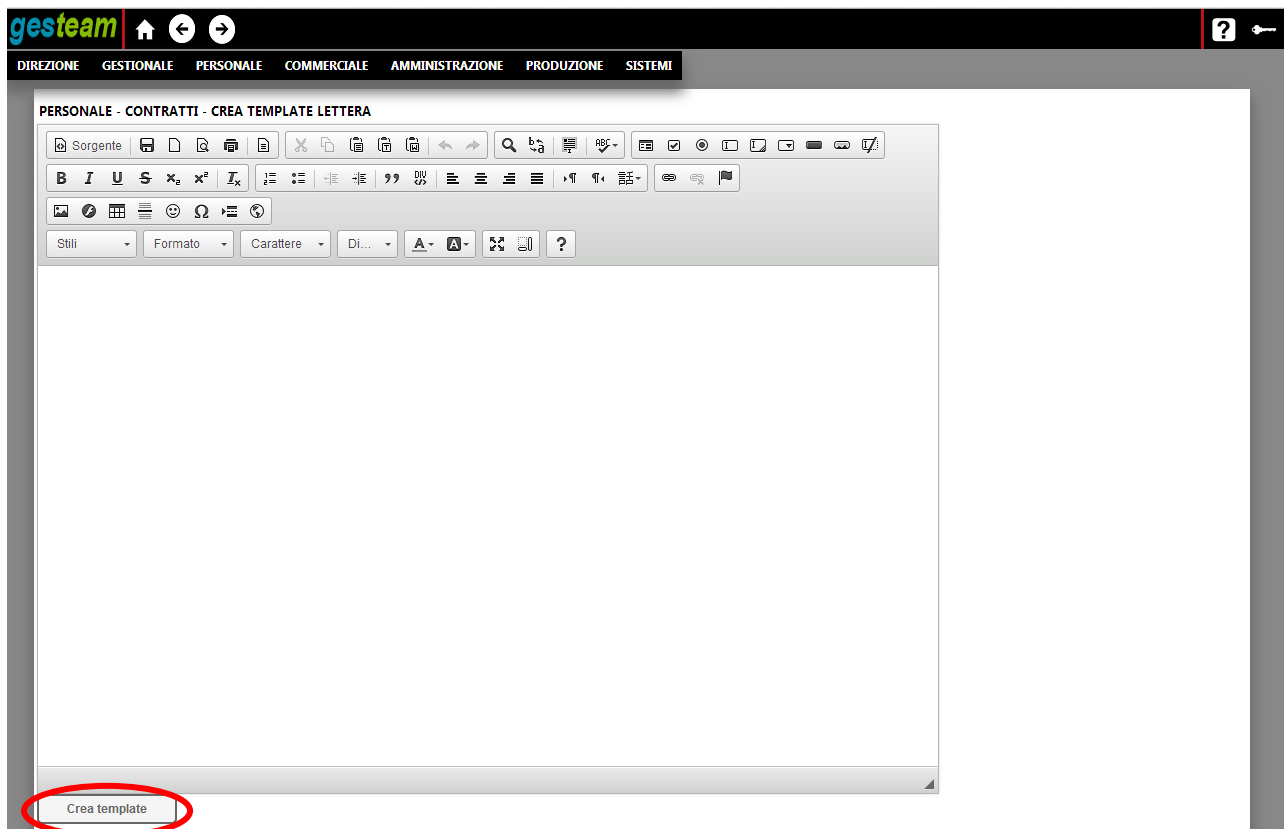 gesteam
DIREZIONE GESTIONALE PERSONALE COMMERCIALE AMMINISTRAZIONE PRODUZIONE SISTEMI
PERSONALE - CONTRATTI - CREA TEMPLATE LETTERA
Sorgente
Stili Formato Carattere Di...
Crea template